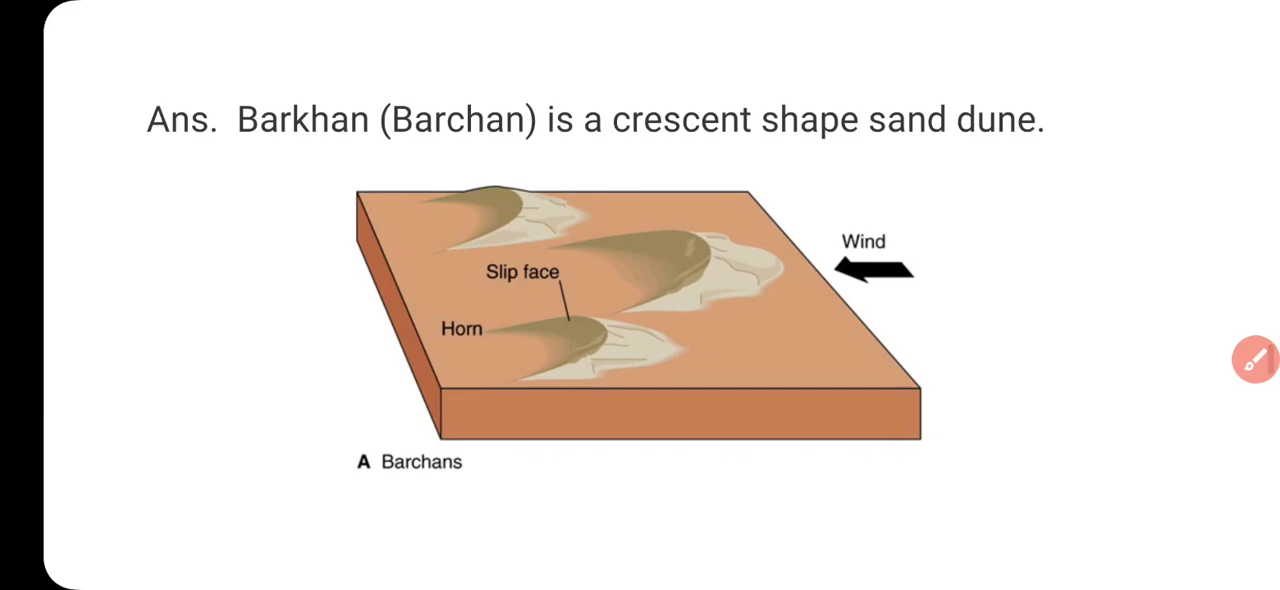 Ans. Barkhan (Barchan) is a crescent shape sand dune.
Wind
Slip face
Horn
A Barchans